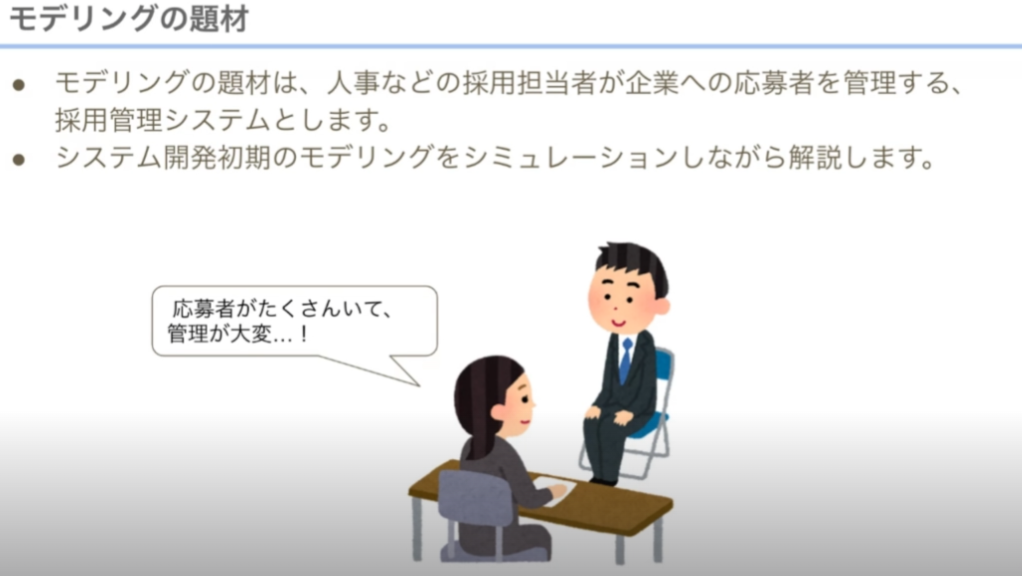 モデリングの題材
● モデリングの題材は、人事などの採用担当者が企業への応募者を管理する、
採用管理システムとします。
● システム開発初期のモデリングをシミュレーションしながら解説します。
応募者がたくさんいて、
管理が大変…！